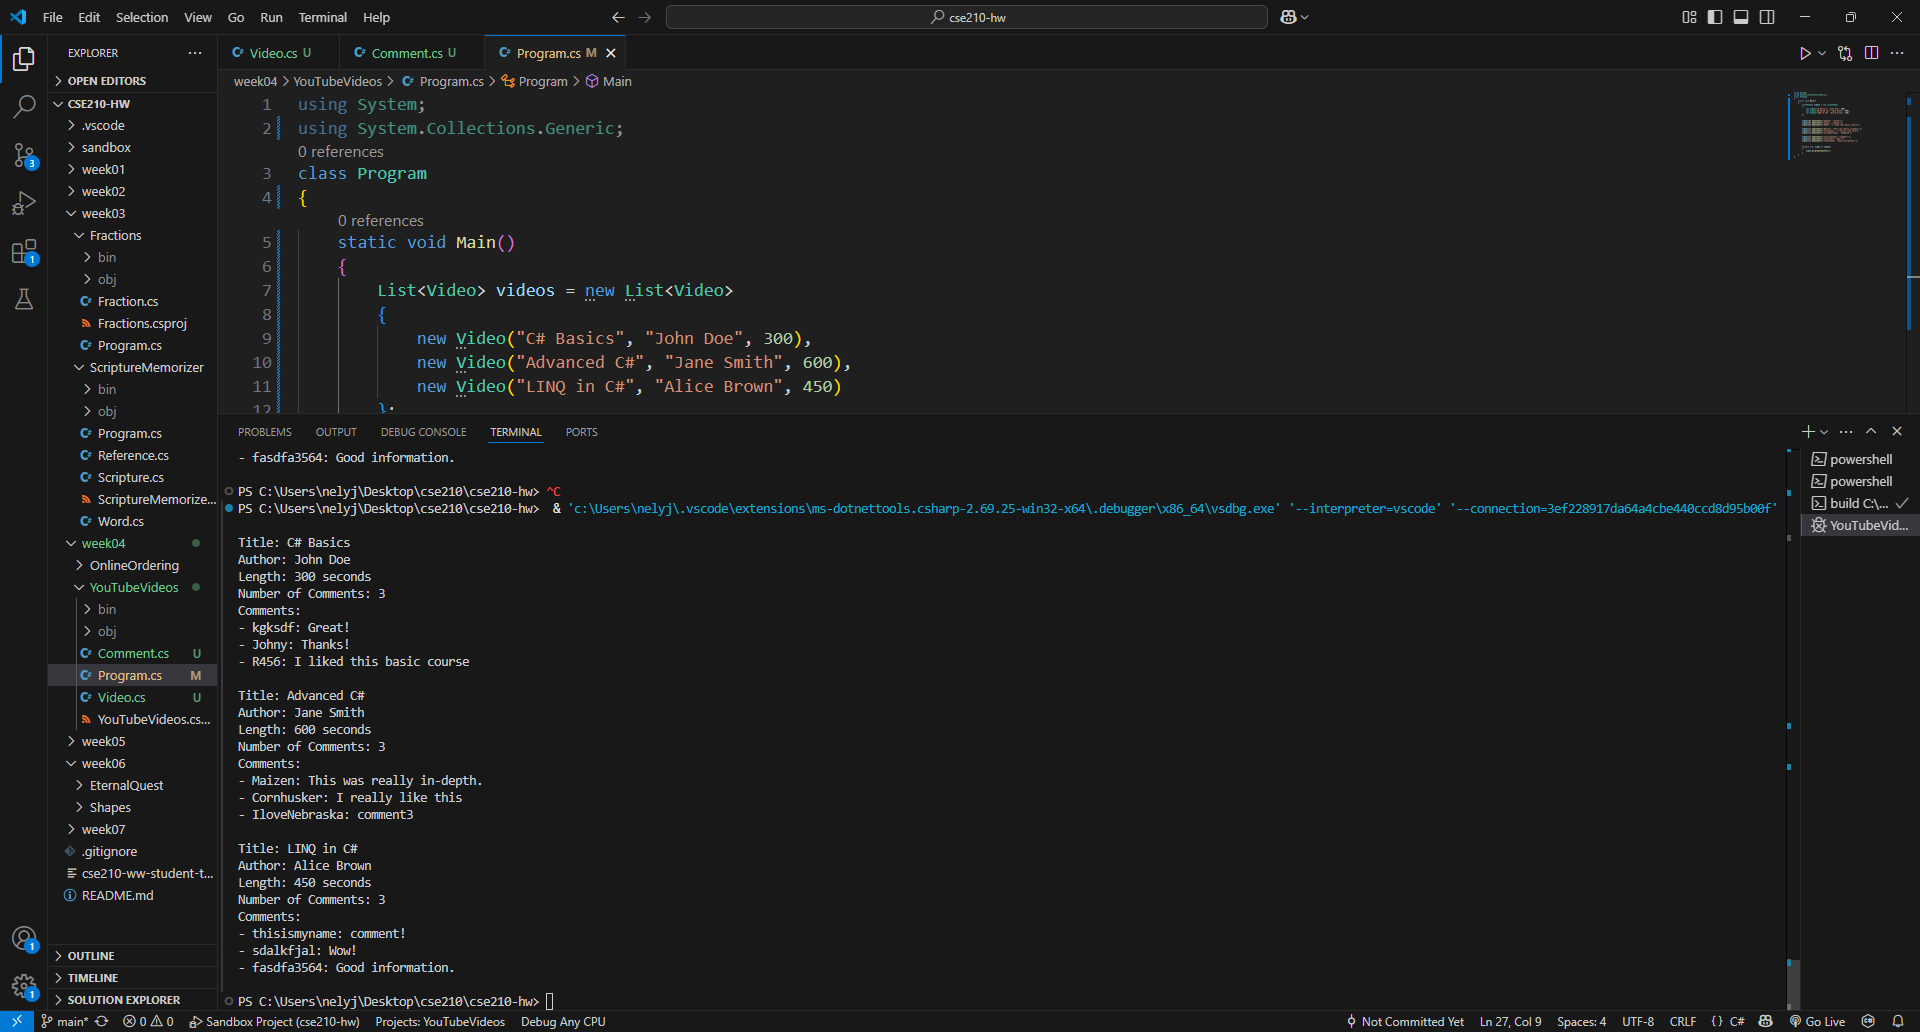 File Edit Selection View Go Run Terminal Help
cse210-hw
EXPLORER
Video.cs U
Comment.cs U
Program.cs M
OPEN EDITORS
week04 > YouTubeVideos > Program.cs > Program > Main
CSE210-HW
.vscode
sandbox
week01
week02
week03
Fractions
bin
obj
Fraction.cs
Fractions.csproj
Program.cs
ScriptureMemorizer
bin
obj
Program.cs
Reference.cs
Scripture.cs
ScriptureMemorize...
Word.cs
week04
OnlineOrdering
YouTubeVideos
bin
obj
Comment.cs U
Program.cs M
Video.cs U
YouTubeVideos.cs...
week05
week06
EternalQuest
Shapes
week07
.gitignore
cse210-ww-student-t...
README.md
OUTLINE
TIMELINE
SOLUTION EXPLORER
3
1
1
1
1 using System;
2 using System.Collections.Generic;
0 references
3 class Program
4 {
0 references
5 static void Main()
6 {
7 List<Video> videos = new List<Video>
8 {
9 new Video("C# Basics", "John Doe", 300),
10 new Video("Advanced C#", "Jane Smith", 600),
11 new Video("LINQ in C#", "Alice Brown", 450)
12 };
PROBLEMS OUTPUT DEBUG CONSOLE TERMINAL PORTS
- fasdfa3564: Good information.
PS C:\Users\nelyj\Desktop\cse210\cse210-hw> ^C
PS C:\Users\nelyj\Desktop\cse210\cse210-hw> & 'c:\Users\nelyj\.vscode\extensions\ms-dotnettools.csharp-2.69.25-win32-x64\.debugger\x86_64\vsdbg.exe' '--interpreter=vscode' '--connection=3ef228917da64a4cbe440ccd8d95b00f'
Title: C# Basics
Author: John Doe
Length: 300 seconds
Number of Comments: 3
Comments:
- kgksdf: Great!
- Johny: Thanks!
- R456: I liked this basic course
Title: Advanced C#
Author: Jane Smith
Length: 600 seconds
Number of Comments: 3
Comments:
- Maizen: This was really in-depth.
- Cornhusker: I really like this
- IloveNebraska: comment3
Title: LINQ in C#
Author: Alice Brown
Length: 450 seconds
Number of Comments: 3
Comments:
- thisismyname: comment!
- sdalkfjal: Wow!
- fasdfa3564: Good information.
PS C:\Users\nelyj\Desktop\cse210\cse210-hw>
powershell
powershell
build C:\...
YouTubeVid...
main* 0 0 Sandbox Project (cse210-hw) Projects: YouTubeVideos Debug Any CPU Not Committed Yet Ln 27, Col 9 Spaces: 4 UTF-8 CRLF {} C# Go Live